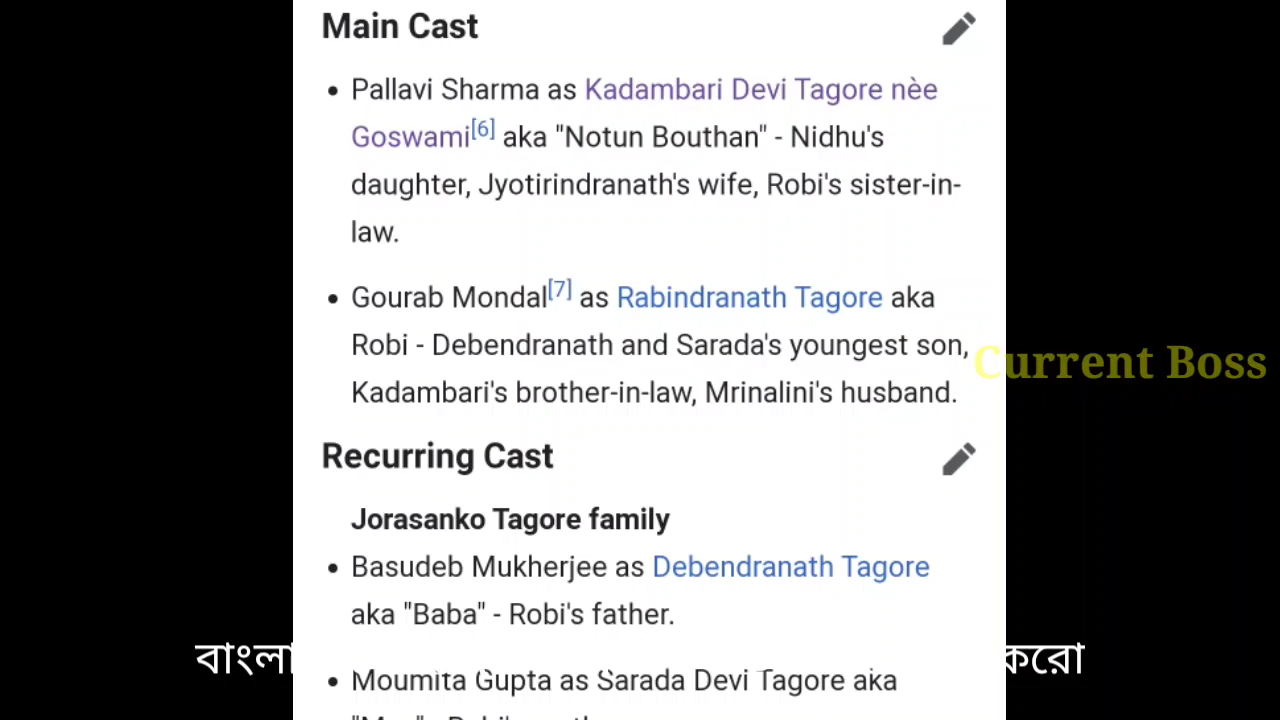 Main Cast
• Pallavi Sharma as Kadambari Devi Tagore nèe
Goswami[6] aka "Notun Bouthan" - Nidhu's
daughter, Jyotirindranath's wife, Robi's sister-in-
law.
• Gourab Mondal[7] as Rabindranath Tagore aka
Robi - Debendranath and Sarada's youngest son,
Kadambari's brother-in-law, Mrinalini's husband.
Current Boss
Recurring Cast
Jorasanko Tagore family
• Basudeb Mukherjee as Debendranath Tagore
aka "Baba" - Robi's father.
বাংলা করো
• Moumita Gupta as Sarada Devi Tagore aka